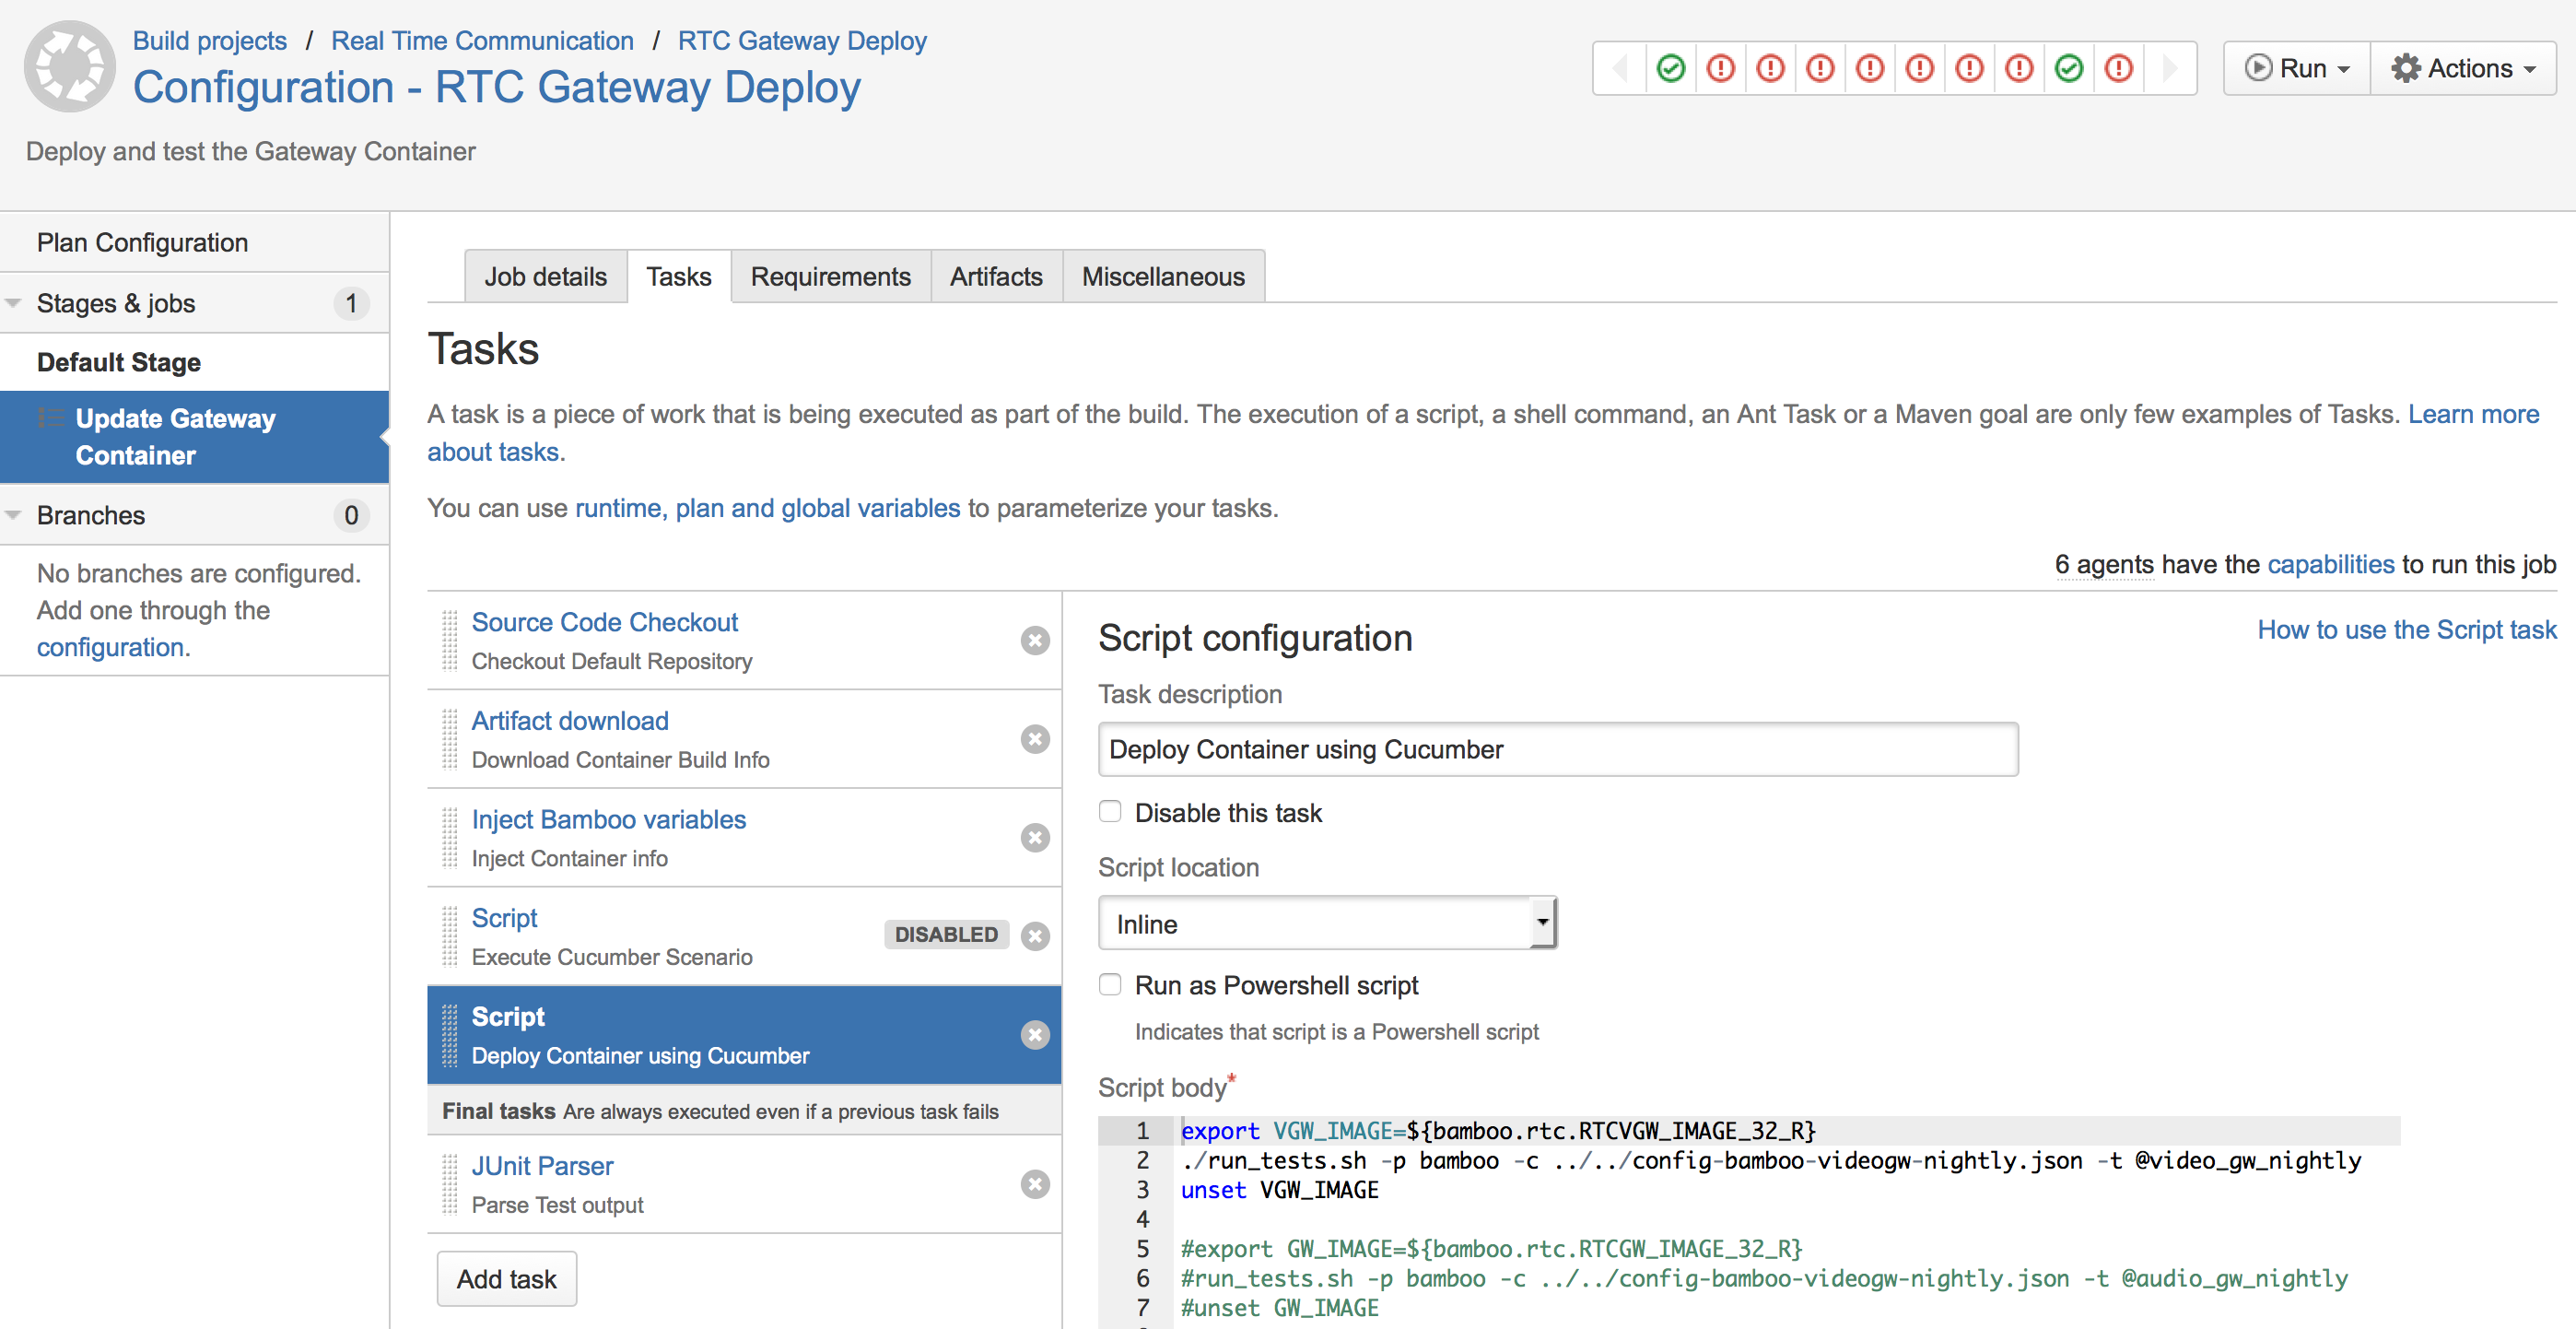 Build projects / Real Time Communication / RTC Gateway Deploy
Configuration - RTC Gateway Deploy
Run
Actions
Deploy and test the Gateway Container
Plan Configuration
Stages & jobs 1
Default Stage
Update Gateway
Container
Branches 0
No branches are configured.
Add one through the
configuration.
Job details Tasks Requirements Artifacts Miscellaneous
Tasks
A task is a piece of work that is being executed as part of the build. The execution of a script, a shell command, an Ant Task or a Maven goal are only few examples of Tasks. Learn more
about tasks.
You can use runtime, plan and global variables to parameterize your tasks.
6 agents have the capabilities to run this job
Source Code Checkout
Checkout Default Repository
Artifact download
Download Container Build Info
Inject Bamboo variables
Inject Container info
Script
DISABLED
Execute Cucumber Scenario
Script
Deploy Container using Cucumber
Final tasks Are always executed even if a previous task fails
JUnit Parser
Parse Test output
Add task
Script configuration
How to use the Script task
Task description
Deploy Container using Cucumber
Disable this task
Script location
Inline
Run as Powershell script
Indicates that script is a Powershell script
Script body*
1 export VGW_IMAGE=${bamboo.rtc.RTCVGW_IMAGE_32_R}
2 ./run_tests.sh -p bamboo -c ../../config-bamboo-videogw-nightly.json -t @video_gw_nightly
3 unset VGW_IMAGE
4
5 #export GW_IMAGE=${bamboo.rtc.RTCGW_IMAGE_32_R}
6 #run_tests.sh -p bamboo -c ../../config-bamboo-videogw-nightly.json -t @audio_gw_nightly
7 #unset GW_IMAGE